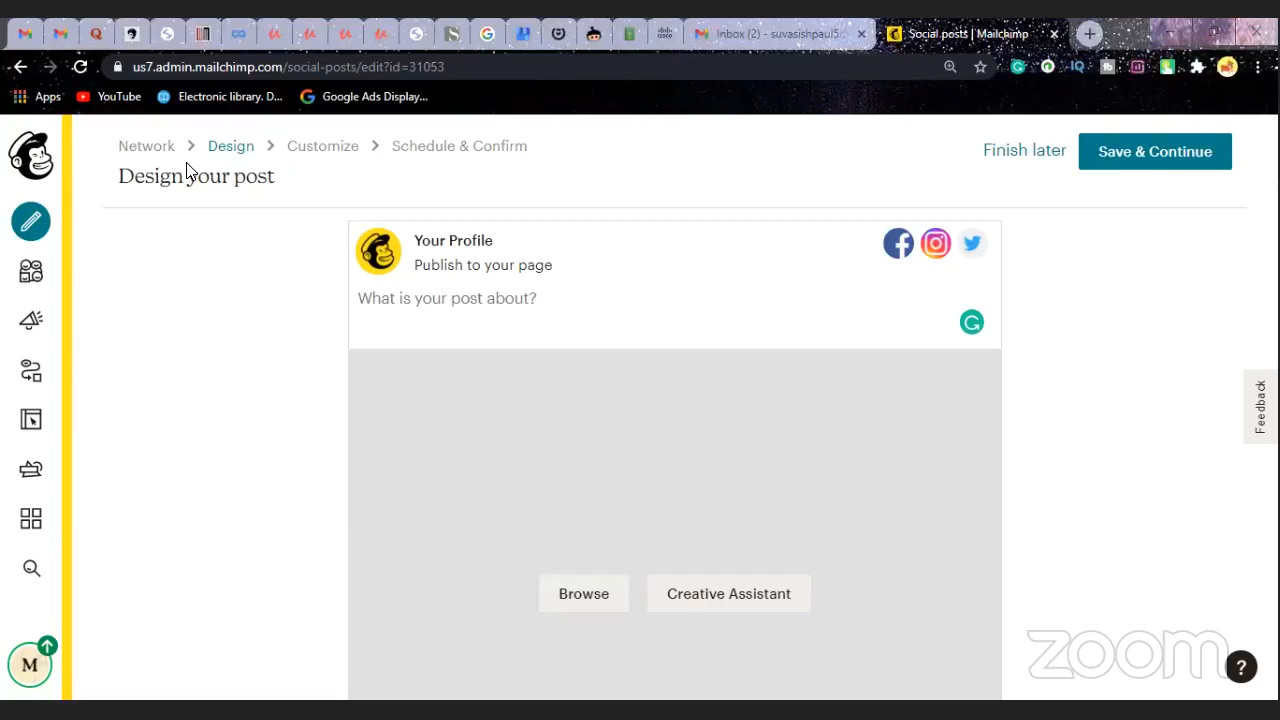 Inbox (2) - suvasishpaul5
Social posts | Mailchimp
us7.admin.mailchimp.com/social-posts/edit?id=31053
Apps YouTube Electronic library. D... Google Ads Display...
Network > Design > Customize > Schedule & Confirm
Finish later
Save & Continue
Design your post
Your Profile
Publish to your page
What is your post about?
Feedback
Browse
Creative Assistant
M
zoom
?